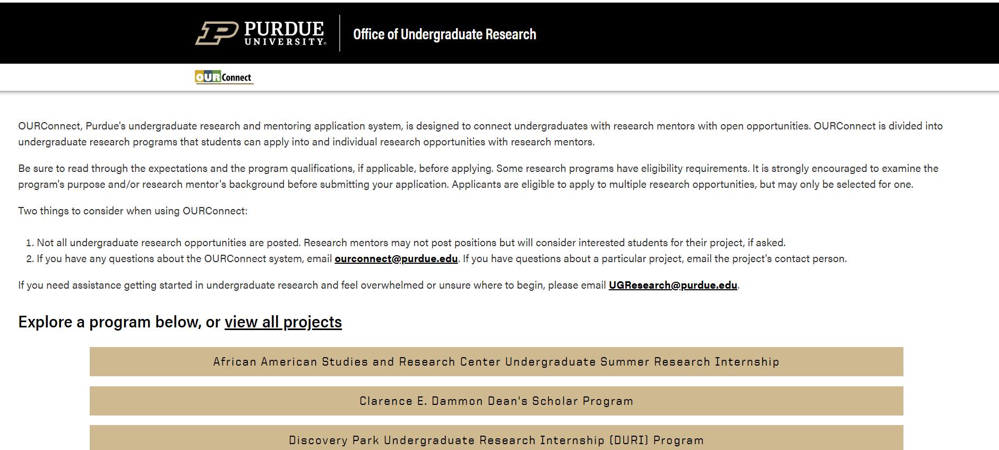 PURDUE
UNIVERSITY®
Office of Undergraduate Research
OURConnect
OURConnect, Purdue's undergraduate research and mentoring application system, is designed to connect undergraduates with research mentors with open opportunities. OURConnect is divided into
undergraduate research programs that students can apply into and individual research opportunities with research mentors.
Be sure to read through the expectations and the program qualifications, if applicable, before applying. Some research programs have eligibility requirements. It is strongly encouraged to examine the
program's purpose and/or research mentor's background before submitting your application. Applicants are eligible to apply to multiple research opportunities, but may only be selected for one.
Two things to consider when using OURConnect:
1. Not all undergraduate research opportunities are posted. Research mentors may not post positions but will consider interested students for their project, if asked.
2. If you have any questions about the OURConnect system, email ourconnect@purdue.edu. If you have questions about a particular project, email the project's contact person.
If you need assistance getting started in undergraduate research and feel overwhelmed or unsure where to begin, please email UGResearch@purdue.edu.
Explore a program below, or view all projects
African American Studies and Research Center Undergraduate Summer Research Internship
Clarence E. Dammon Dean's Scholar Program
Discovery Park Undergraduate Research Internship (DURI) Program